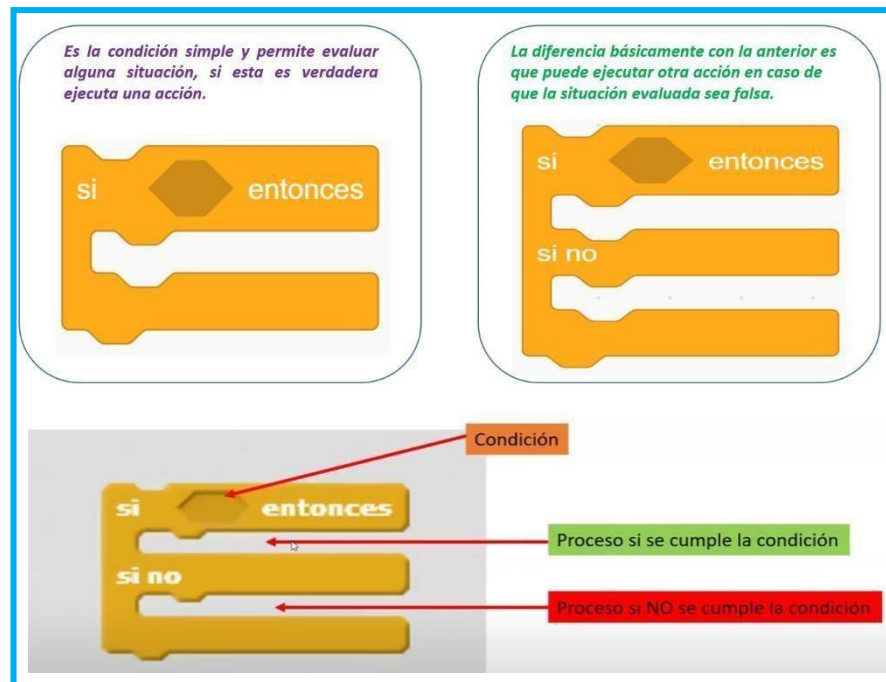 Es la condición simple y permite evaluar
alguna situación, si esta es verdadera
ejecuta una acción.
si entonces
La diferencia básicamente con la anterior es
que puede ejecutar otra acción en caso de
que la situación evaluada sea falsa.
si entonces
si no
Condición
si entonces
Proceso si se cumple la condición
si no
Proceso si NO se cumple la condición